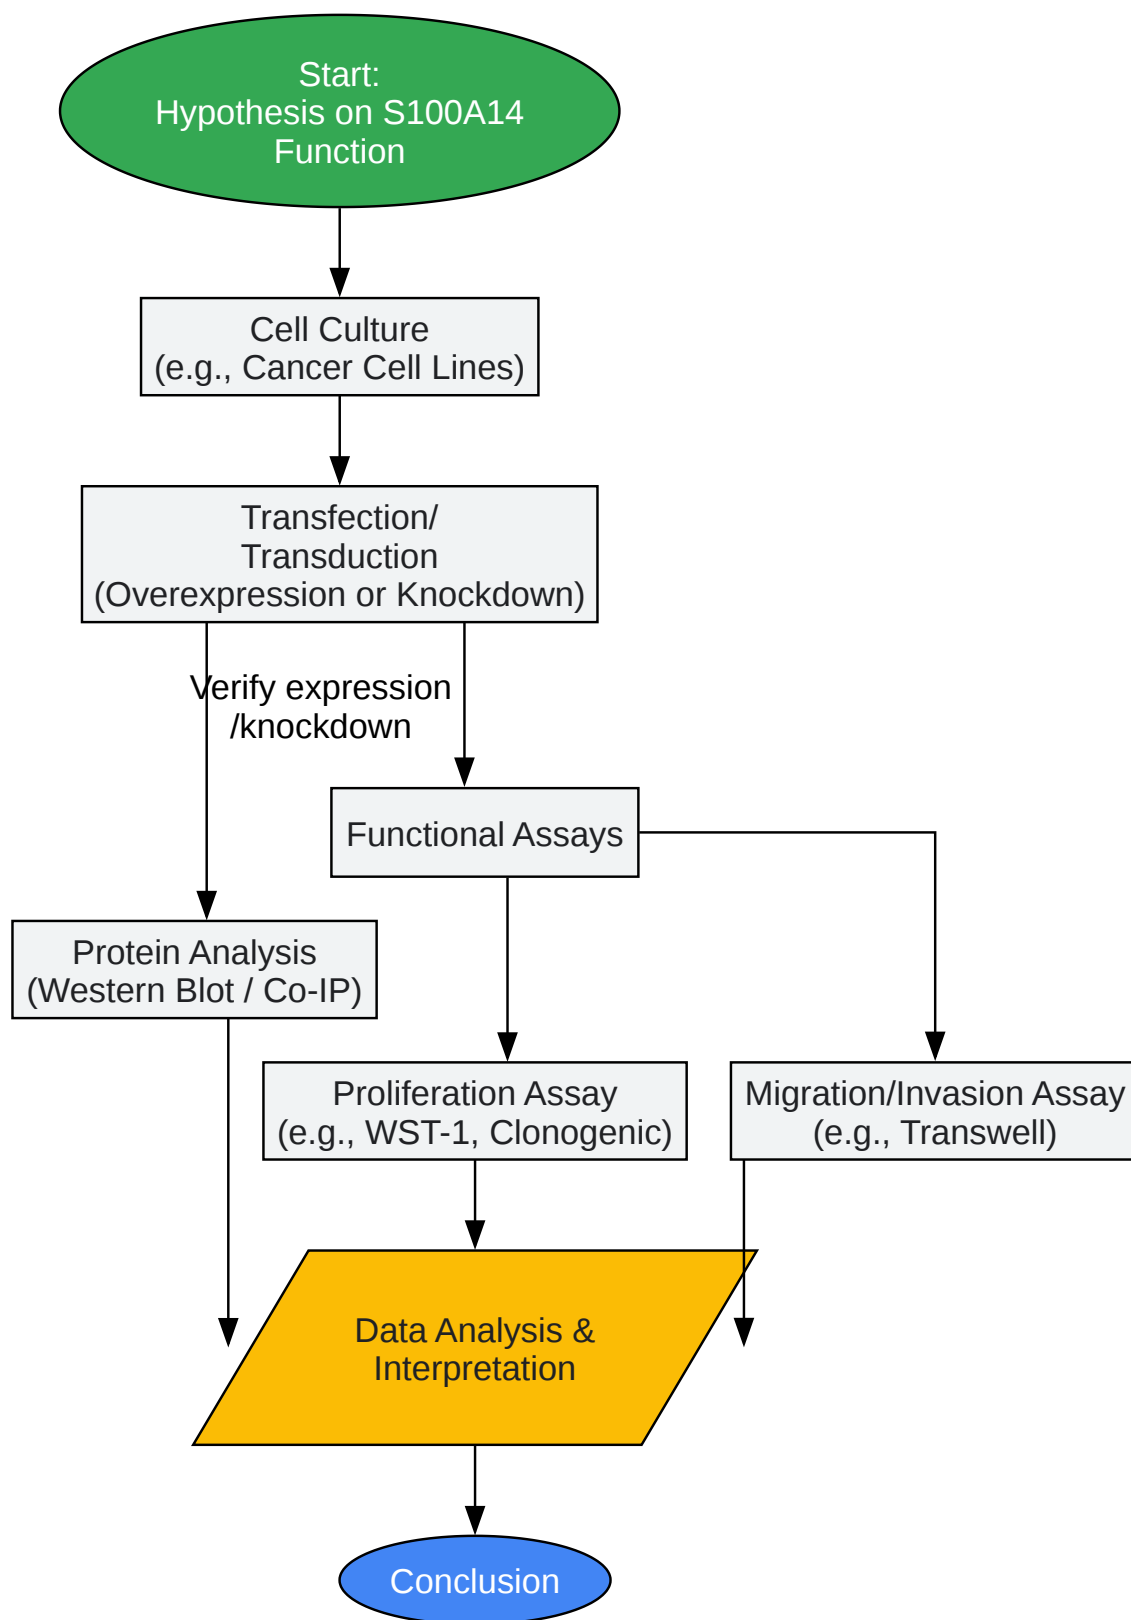 Start:
Hypothesis on S100A14
Function
Cell Culture
(e.g., Cancer Cell Lines)
Transfection/
Transduction
(Overexpression or Knockdown)
Verify expression
/knockdown
Functional Assays
Protein Analysis
(Western Blot / Co-IP)
Proliferation Assay
(e.g., WST-1, Clonogenic)
Migration/Invasion Assay
(e.g., Transwell)
Data Analysis &
Interpretation
Conclusion